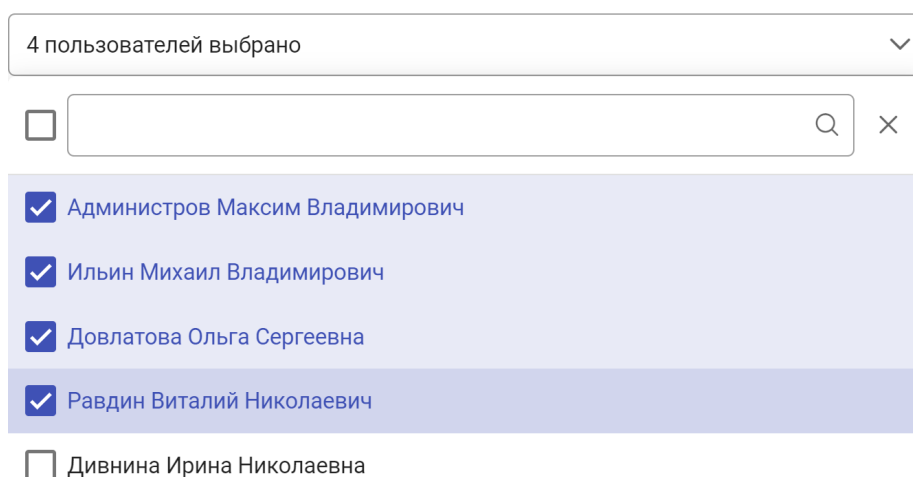 4 пользователей выбрано
Администров Максим Владимирович
Ильин Михаил Владимирович
Довлатова Ольга Сергеевна
Равдин Виталий Николаевич
Дивнина Ирина Николаевна